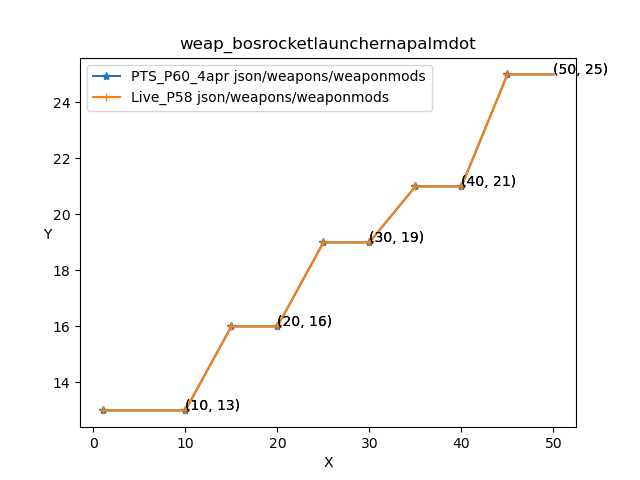 weap_bosrocketlaunchernapalmdot
PTS_P60_4apr json/weapons/weaponmods
Live_P58 json/weapons/weaponmods
(50, 25)
24
22
(40, 21)
20
Y
(30, 19)
18
16
(20, 16)
14
(10, 13)
0 10 20 30 40 50
X